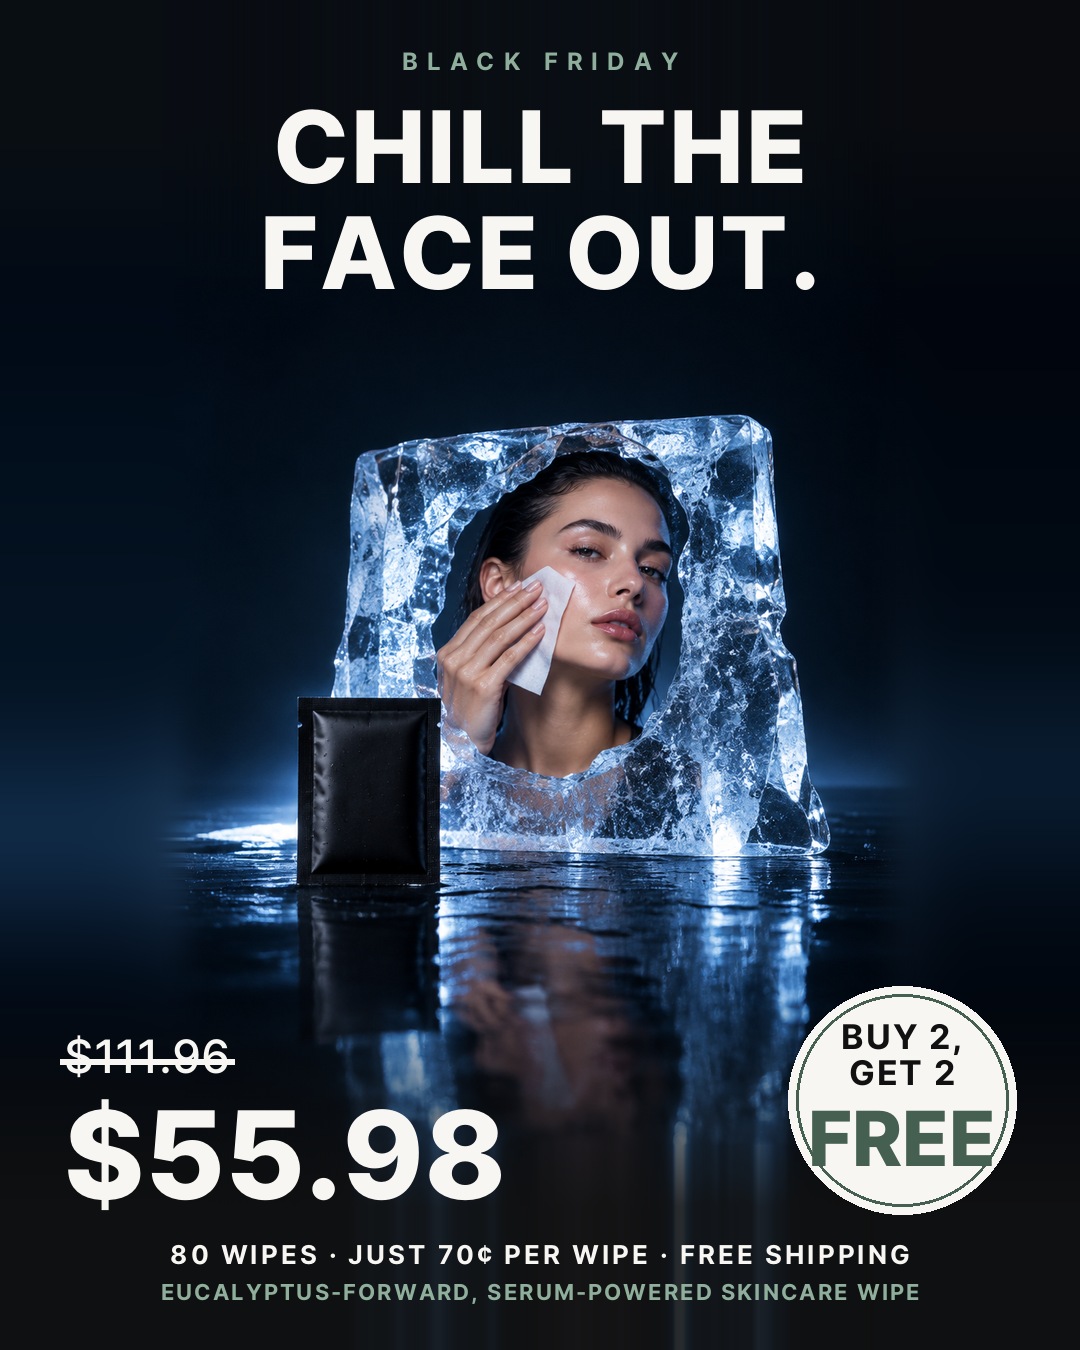 BLACK FRIDAY
CHILL THE
FACE OUT.
$111.96
$55.98
BUY 2,
GET 2
FREE
80 WIPES · JUST 70¢ PER WIPE · FREE SHIPPING
EUCALYPTUS-FORWARD, SERUM-POWERED SKINCARE WIPE